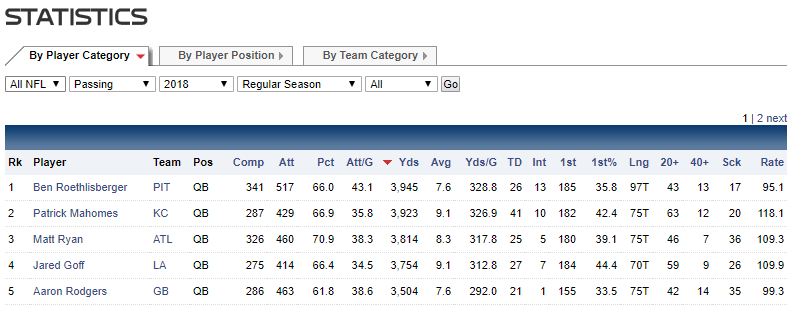 STATISTICS
By Player Category By Player Position By Team Category
All NFL Passing 2018 Regular Season All Go
1 | 2 next
Rk Player Team Pos Comp Att Pct Att/G Yds Avg Yds/G TD Int 1st 1st% Lng 20+ 40+ Sck Rate
1 Ben Roethlisberger PIT QB 341 517 66.0 43.1 3,945 7.6 328.8 26 13 185 35.8 97T 43 13 17 95.1
2 Patrick Mahomes KC QB 287 429 66.9 35.8 3,923 9.1 326.9 41 10 182 42.4 75T 63 12 20 118.1
3 Matt Ryan ATL QB 326 460 70.9 38.3 3,814 8.3 317.8 25 5 180 39.1 75T 46 7 36 109.3
4 Jared Goff LA QB 275 414 66.4 34.5 3,754 9.1 312.8 27 7 184 44.4 70T 59 9 26 109.9
5 Aaron Rodgers GB QB 286 463 61.8 38.6 3,504 7.6 292.0 21 1 155 33.5 75T 42 14 35 99.3